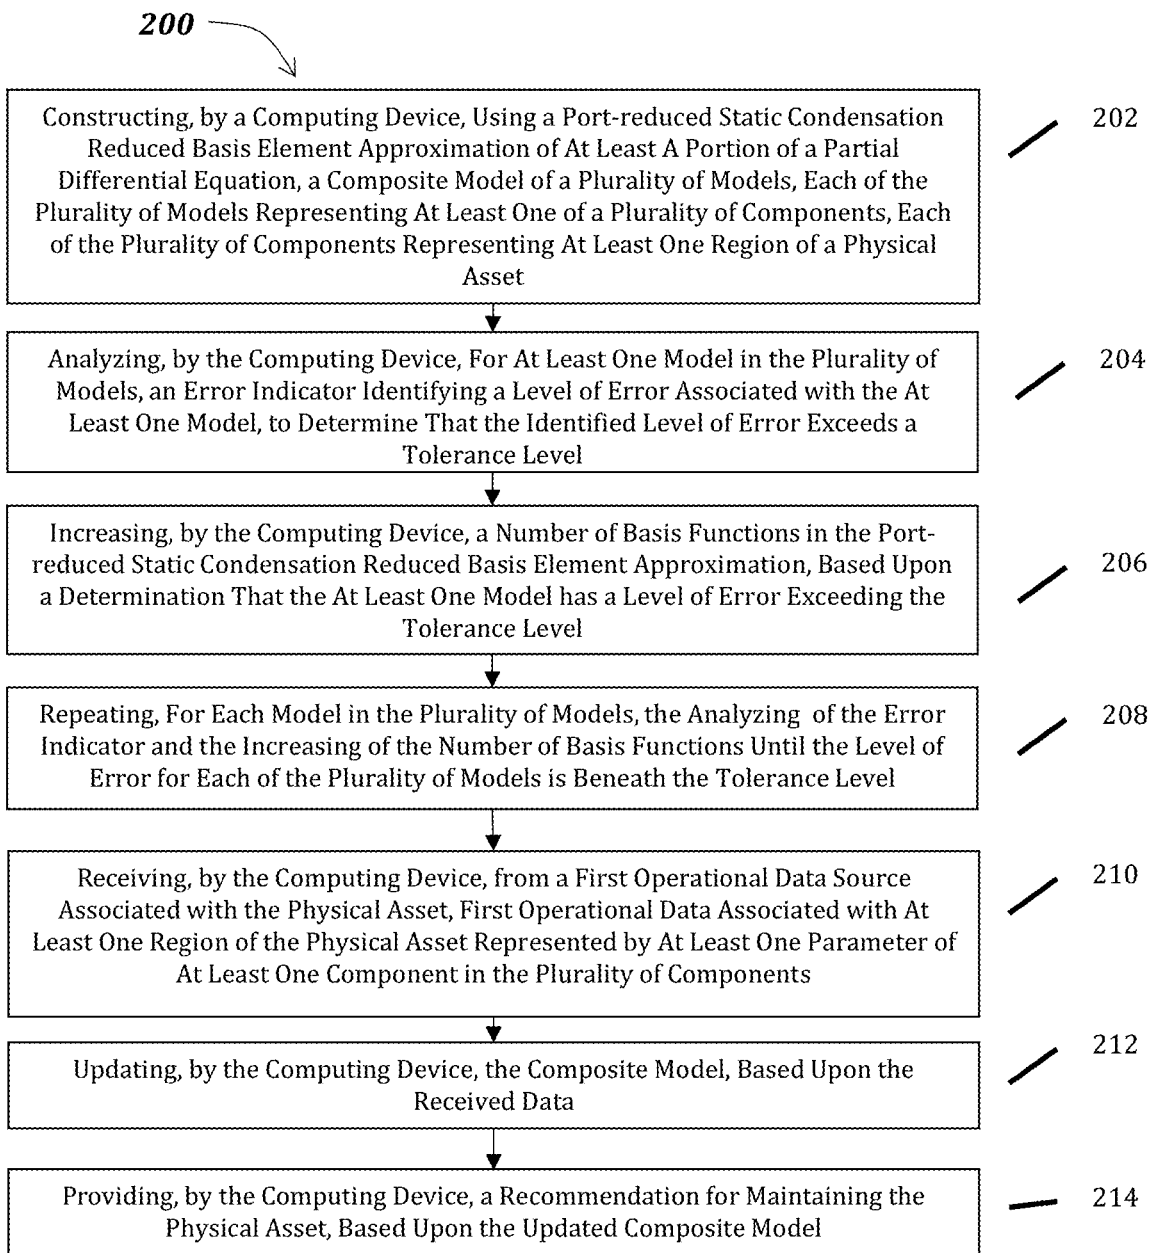 200
Constructing, by a Computing Device, Using a Port-reduced Static Condensation
Reduced Basis Element Approximation of At Least A Portion of a Partial
Differential Equation, a Composite Model of a Plurality of Models, Each of the
Plurality of Models Representing At Least One of a Plurality of Components, Each
of the Plurality of Components Representing At Least One Region of a Physical
Asset
202
Analyzing, by the Computing Device, For At Least One Model in the Plurality of
Models, an Error Indicator Identifying a Level of Error Associated with the At
Least One Model, to Determine That the Identified Level of Error Exceeds a
Tolerance Level
204
Increasing, by the Computing Device, a Number of Basis Functions in the Port-
reduced Static Condensation Reduced Basis Element Approximation, Based Upon
a Determination That the At Least One Model has a Level of Error Exceeding the
Tolerance Level
206
Repeating, For Each Model in the Plurality of Models, the Analyzing of the Error
Indicator and the Increasing of the Number of Basis Functions Until the Level of
Error for Each of the Plurality of Models is Beneath the Tolerance Level
208
Receiving, by the Computing Device, from a First Operational Data Source
Associated with the Physical Asset, First Operational Data Associated with At
Least One Region of the Physical Asset Represented by At Least One Parameter of
At Least One Component in the Plurality of Components
210
Updating, by the Computing Device, the Composite Model, Based Upon the
Received Data
212
Providing, by the Computing Device, a Recommendation for Maintaining the
Physical Asset, Based Upon the Updated Composite Model
214